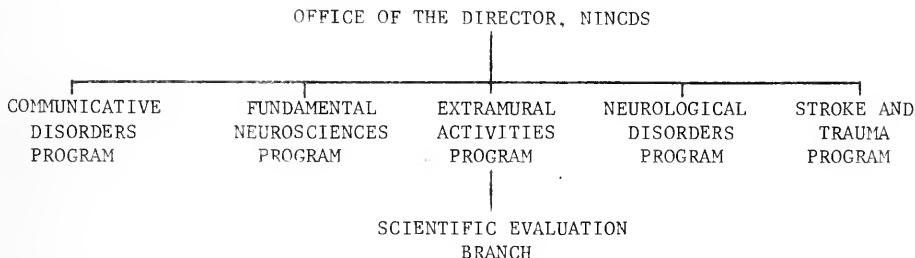 OFFICE OF THE DIRECTOR, NINCDS
COMMUNICATIVE DISORDERS PROGRAM
FUNDAMENTAL NEUROSCIENCES PROGRAM
EXTRAMURAL ACTIVITIES PROGRAM
NEUROLOGICAL DISORDERS PROGRAM
STROKE AND TRAUMA PROGRAM
SCIENTIFIC EVALUATION
BRANCH